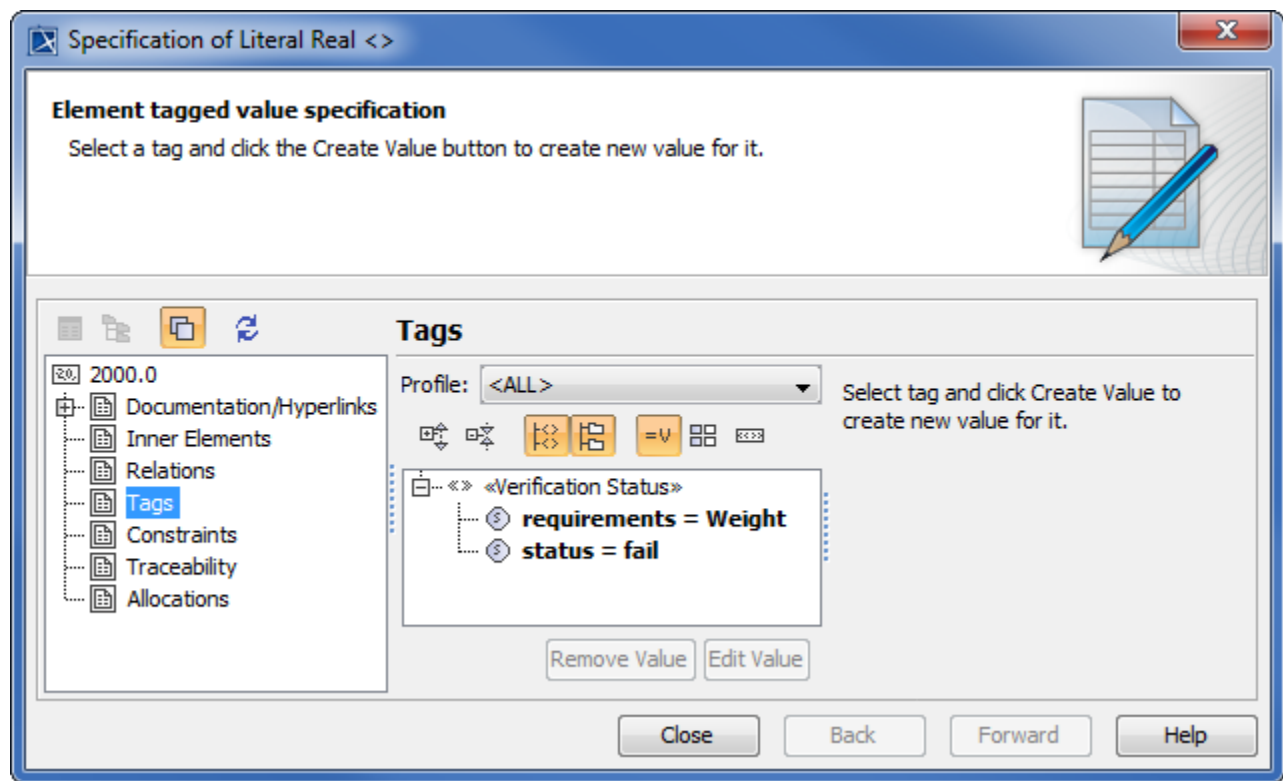 Specification of Literal Real <>
Element tagged value specification
Select a tag and click the Create Value button to create new value for it.
Tags
2000.0
Documentation/Hyperlinks
Inner Elements
Relations
Tags
Constraints
Traceability
Allocations
Profile: <ALL>
=V
«» «Verification Status»
requirements = Weight
status = fail
Remove Value Edit Value
Select tag and click Create Value to
create new value for it.
Close Back Forward Help